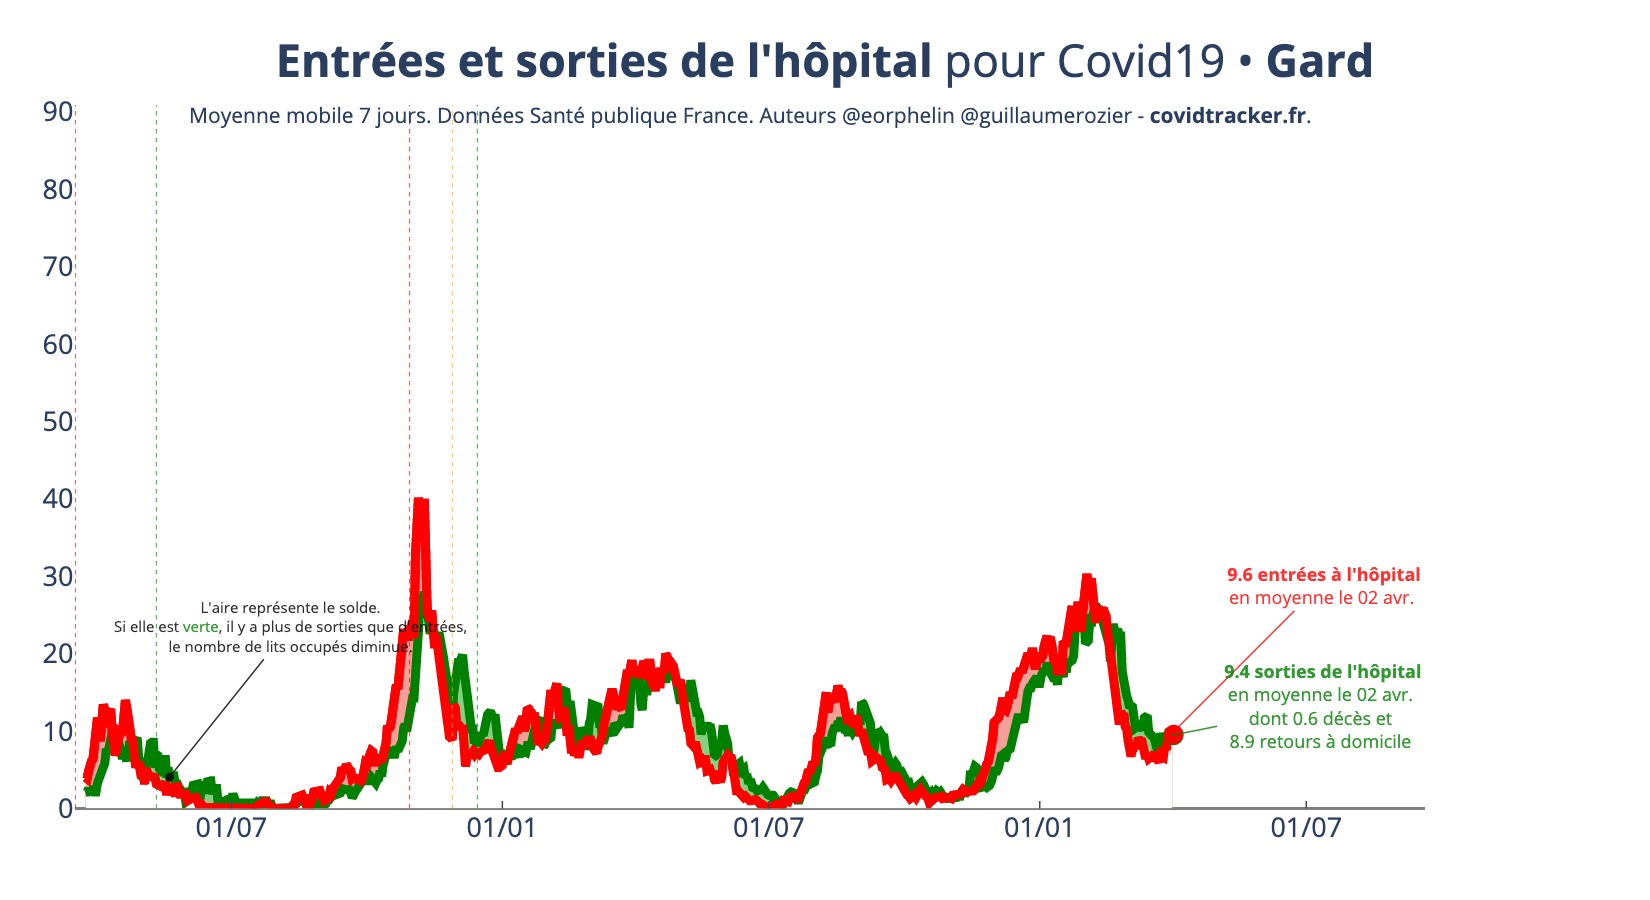 Entrées et sorties de l'hôpital pour Covid19 • Gard
Moyenne mobile 7 jours. Données Santé publique France. Auteurs @eorphelin @guillaumerozier - covidtracker.fr.
90
80
70
60
50
40
30
20
10
0
L'aire représente le solde.
Si elle est verte, il y a plus de sorties que d'entrées,
le nombre de lits occupés diminue.
9.6 entrées à l'hôpital
en moyenne le 02 avr.
9.4 sorties de l'hôpital
en moyenne le 02 avr.
dont 0.6 décès et
8.9 retours à domicile
01/07
01/01
01/07
01/01
01/07